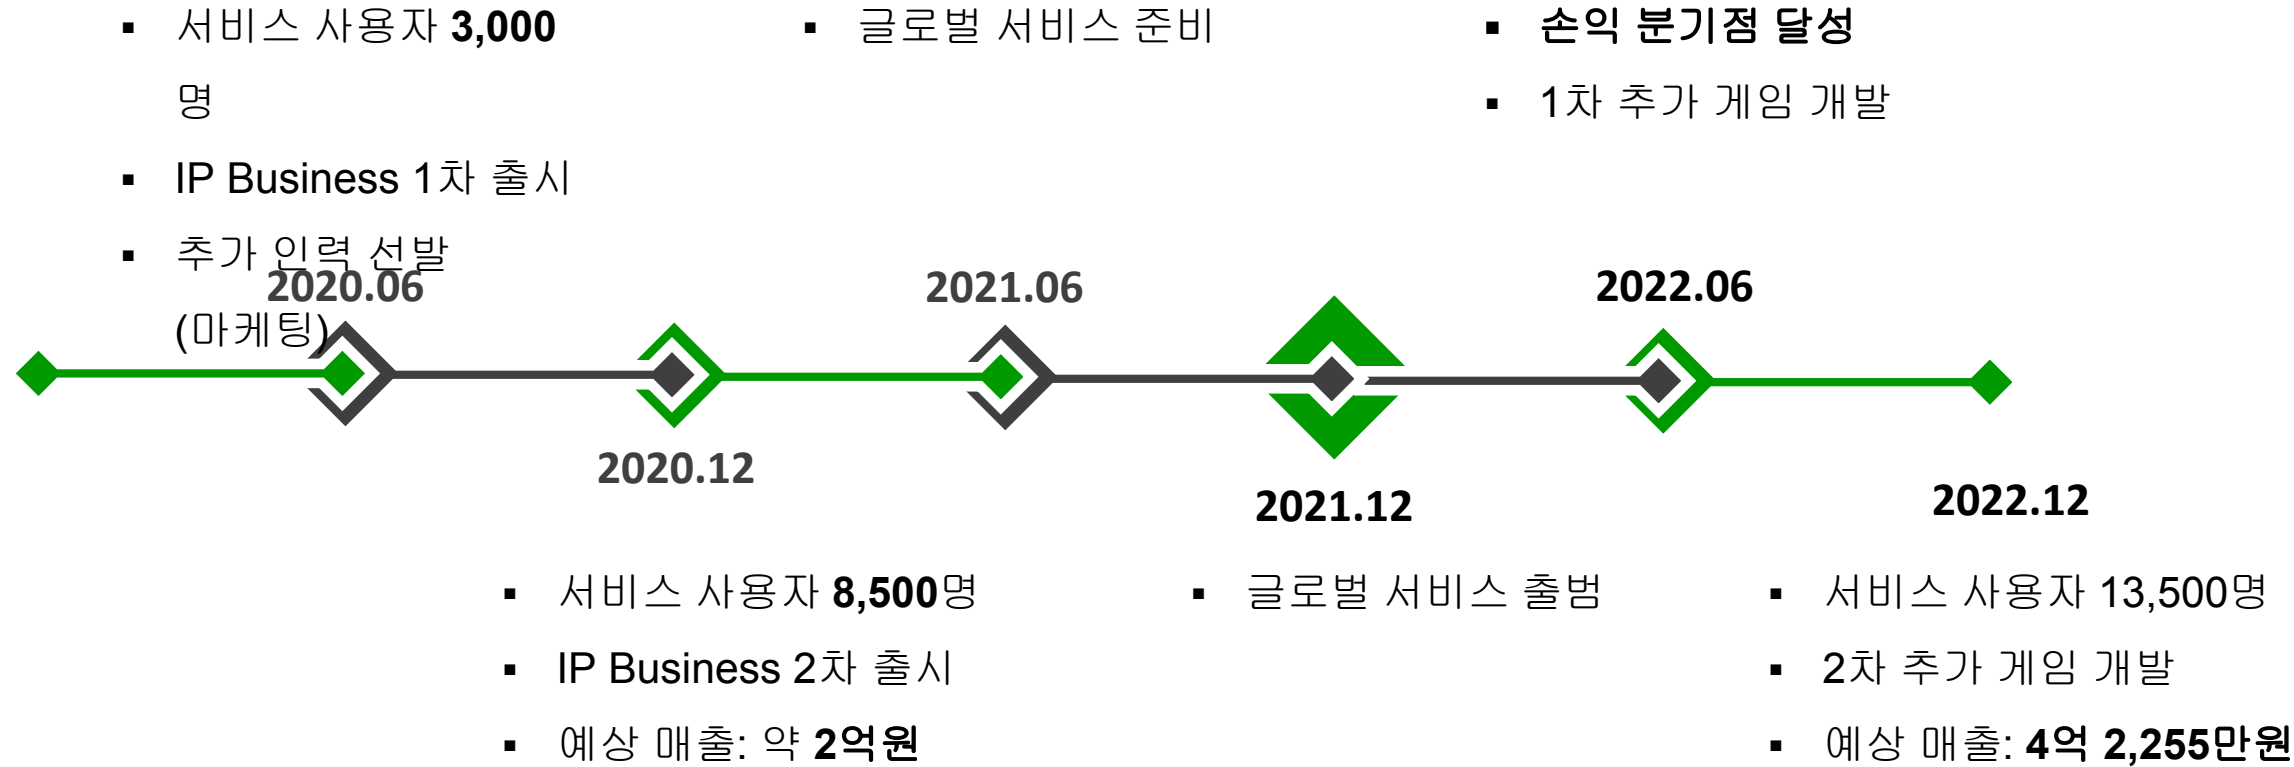 ▪ 서비스 사용자 3,000
명
▪ IP Business 1차 출시
▪ 추가 인력 선발
(마케팅)
▪ 글로벌 서비스 준비
▪ 손익 분기점 달성
▪ 1차 추가 게임 개발
2020.06
2021.06
2022.06
2020.12
2021.12
2022.12
▪ 서비스 사용자 8,500명
▪ IP Business 2차 출시
▪ 예상 매출: 약 2억원
▪ 글로벌 서비스 출범
▪ 서비스 사용자 13,500명
▪ 2차 추가 게임 개발
▪ 예상 매출: 4억 2,255만원